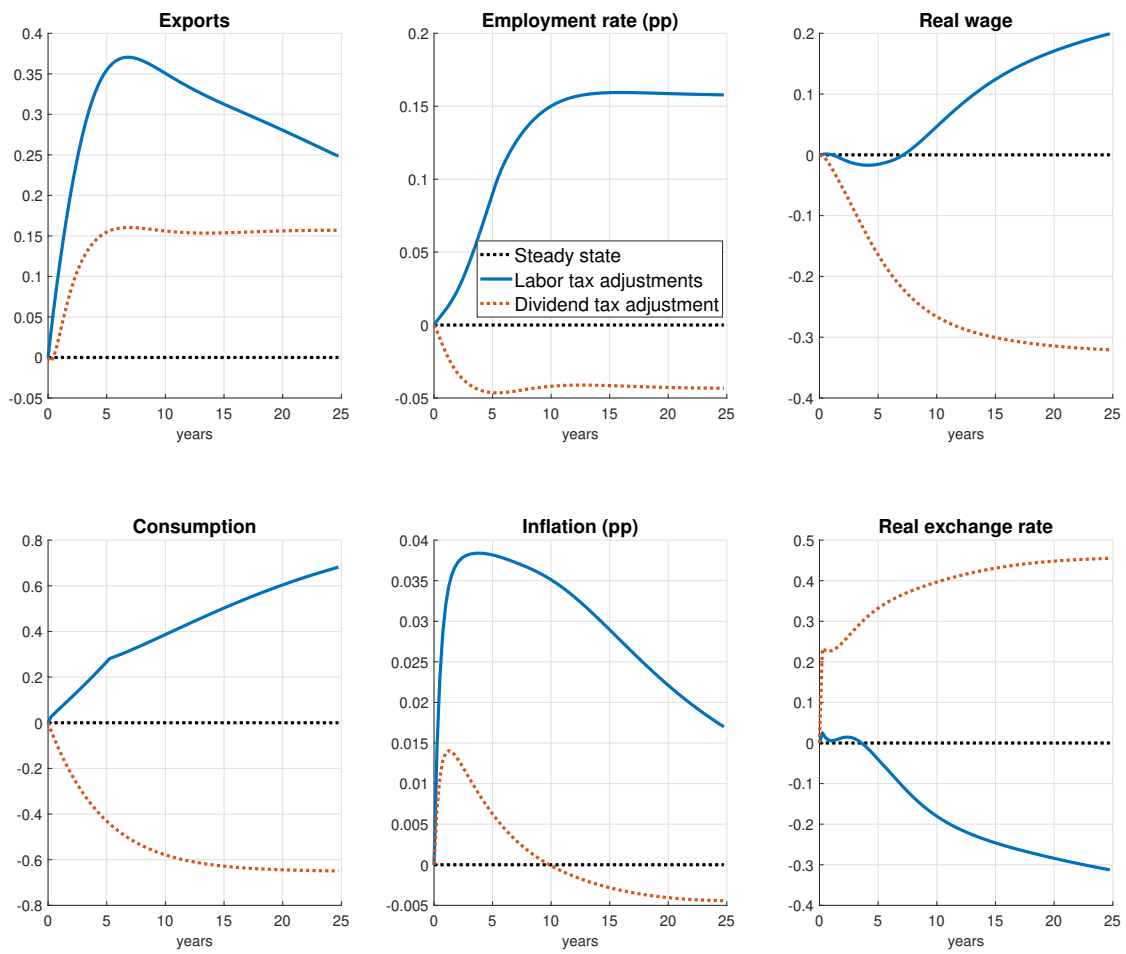 Exports
0.4
0.35
0.3
0.25
0.2
0.15
0.1
0.05
0
-0.05
0 5 10 15 20 25
years
Employment rate (pp)
0.2
0.15
0.1
0.05
0
-0.05
Steady state
Labor tax adjustments
Dividend tax adjustment
0 5 10 15 20 25
years
Real wage
0.2
0.1
0
-0.1
-0.2
-0.3
-0.4
0 5 10 15 20 25
years
Consumption
0.8
0.6
0.4
0.2
0
-0.2
-0.4
-0.6
-0.8
0 5 10 15 20 25
years
Inflation (pp)
0.04
0.035
0.03
0.025
0.02
0.015
0.01
0.005
0
-0.005
0 5 10 15 20 25
years
Real exchange rate
0.5
0.4
0.3
0.2
0.1
0
-0.1
-0.2
-0.3
-0.4
0 5 10 15 20 25
years